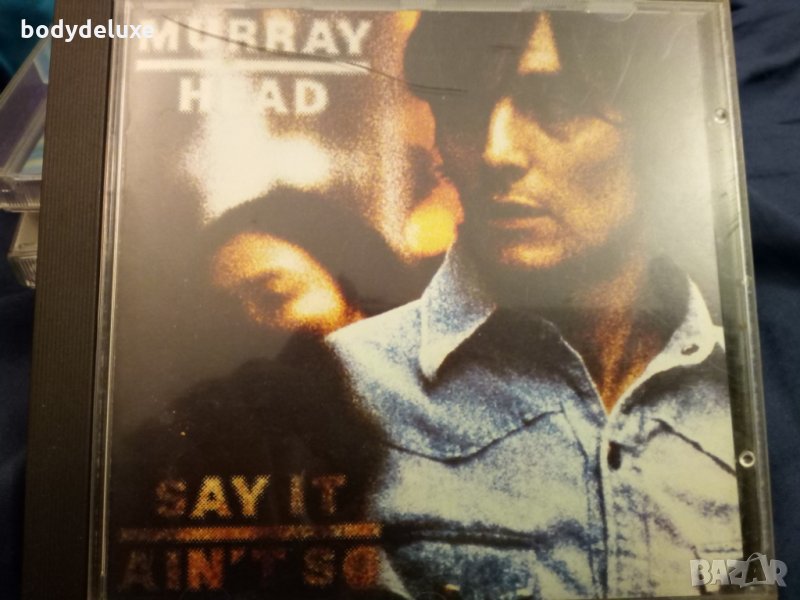 bodydeluxe
MURRAY
HEAD
SAY IT
AIN'T SO
BAZAR